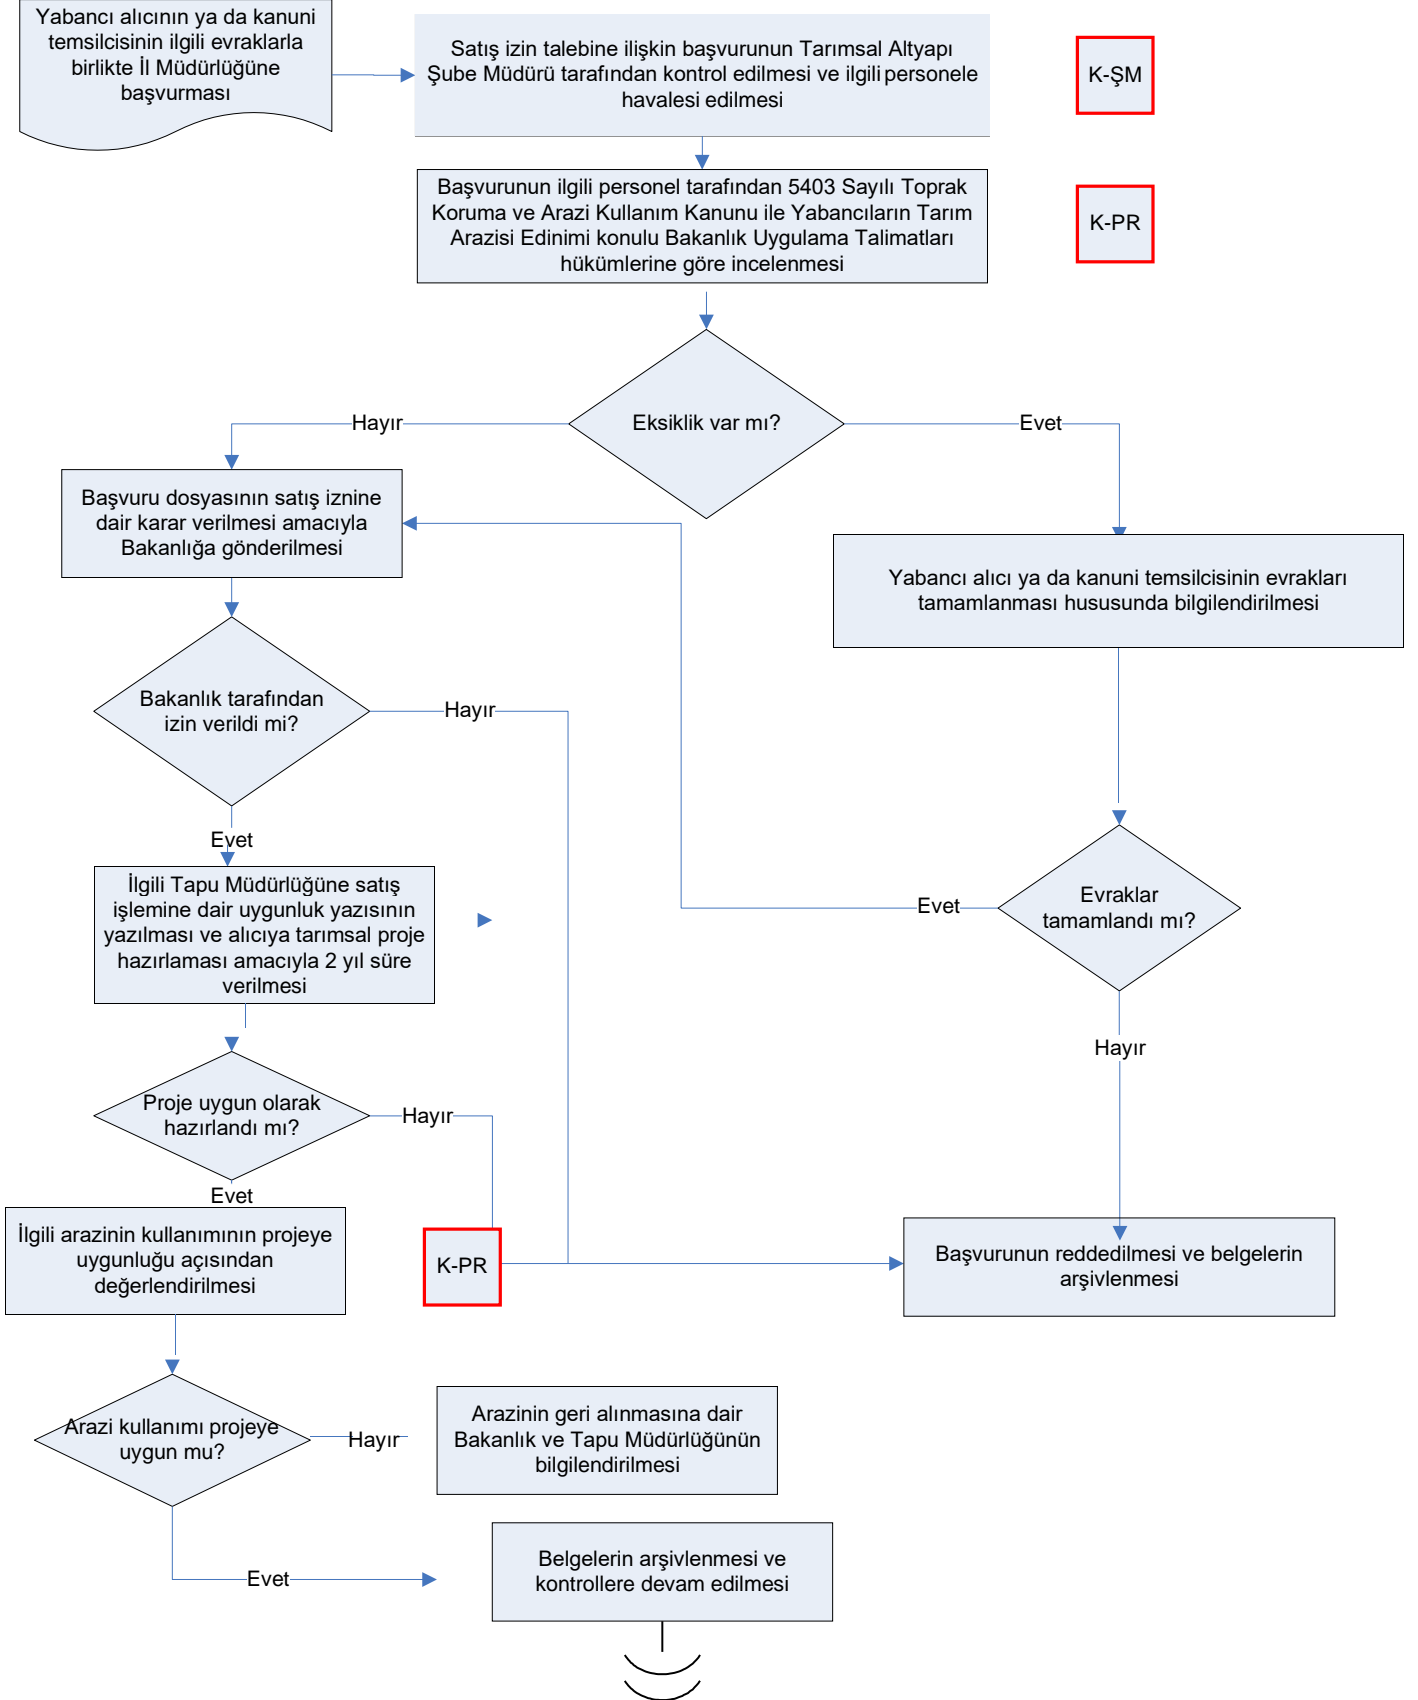 Yabancı alıcının ya da kanuni
temsilcisinin ilgili evraklarla
birlikte İl Müdürlüğüne
başvurması
Satış izin talebine ilişkin başvurunun Tarımsal Altyapı
Şube Müdürü tarafından kontrol edilmesi ve ilgili personele
havalesi edilmesi
K-ŞM
Başvurunun ilgili personel tarafından 5403 Sayılı Toprak
Koruma ve Arazi Kullanım Kanunu ile Yabancıların Tarım
Arazisi Edinimi konulu Bakanlık Uygulama Talimatları
hükümlerine göre incelenmesi
K-PR
Eksiklik var mı?
Hayır
Evet
Başvuru dosyasının satış iznine
dair karar verilmesi amacıyla
Bakanlığa gönderilmesi
Yabancı alıcı ya da kanuni temsilcisinin evrakları
tamamlanması hususunda bilgilendirilmesi
Bakanlık tarafından
izin verildi mi?
Hayır
Evet
Evraklar
tamamlandı mı?
Evet
Hayır
İlgili Tapu Müdürlüğüne satış
işlemine dair uygunluk yazısının
yazılması ve alıcıya tarımsal proje
hazırlaması amacıyla 2 yıl süre
verilmesi
Proje uygun olarak
hazırlandı mı?
Hayır
Evet
İlgili arazinin kullanımının projeye
uygunluğu açısından
değerlendirilmesi
K-PR
Başvurunun reddedilmesi ve belgelerin
arşivlenmesi
Arazi kullanımı projeye
uygun mu?
Hayır
Arazinin geri alınmasına dair
Bakanlık ve Tapu Müdürlüğünün
bilgilendirilmesi
Evet
Belgelerin arşivlenmesi ve
kontrollere devam edilmesi